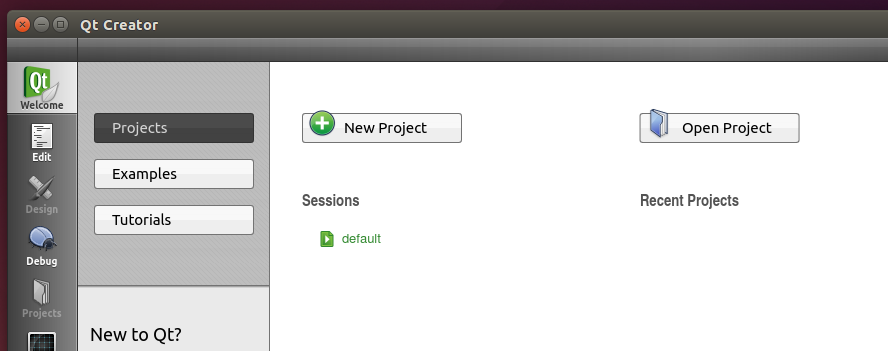 Qt Creator
Qt
Welcome
Edit
Design
Debug
Projects
Projects
Examples
Tutorials
New to Qt?
New Project
Open Project
Sessions
default
Recent Projects